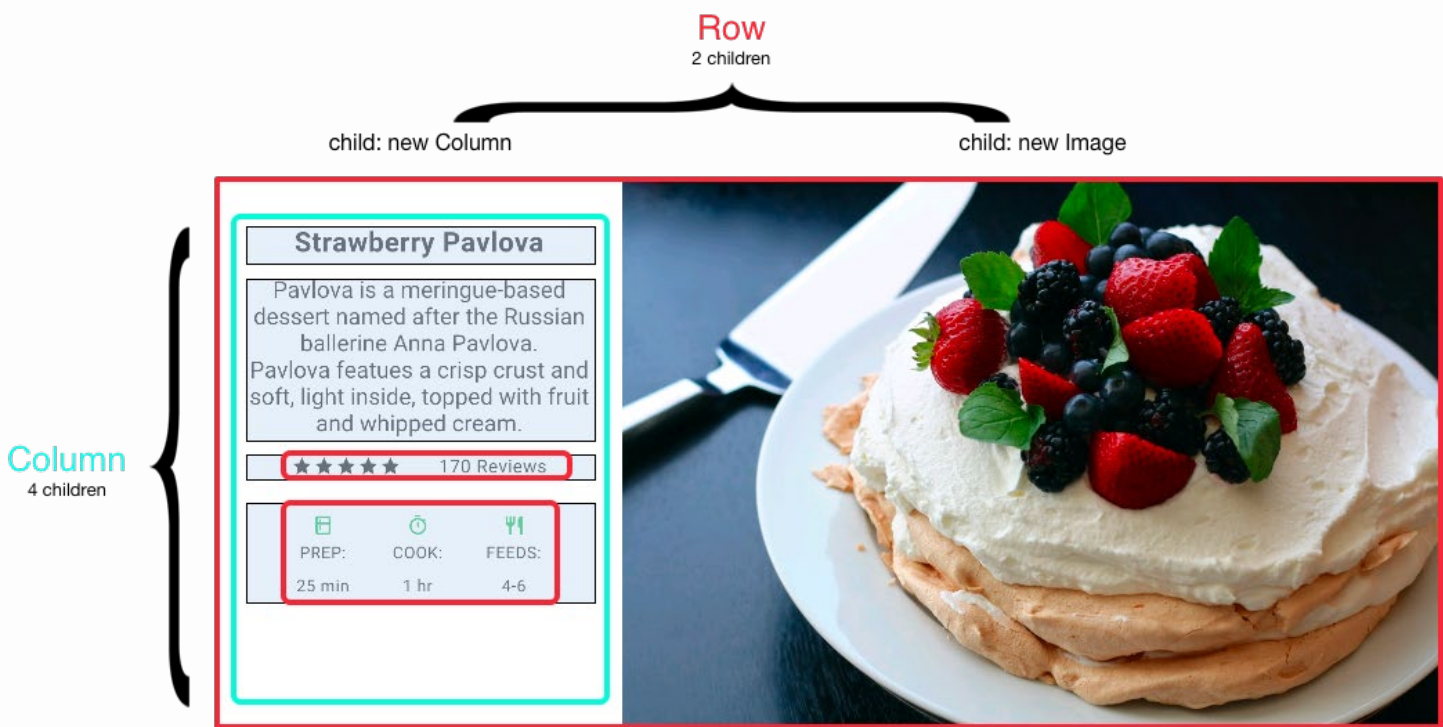 Row
2 children
child: new Column
child: new Image
Strawberry Pavlova
Pavlova is a meringue-based
dessert named after the Russian
ballerine Anna Pavlova.
Pavlova featues a crisp crust and
soft, light inside, topped with fruit
and whipped cream.
170 Reviews
Column
4 children
PREP: COOK: FEEDS:
25 min 1 hr 4-6